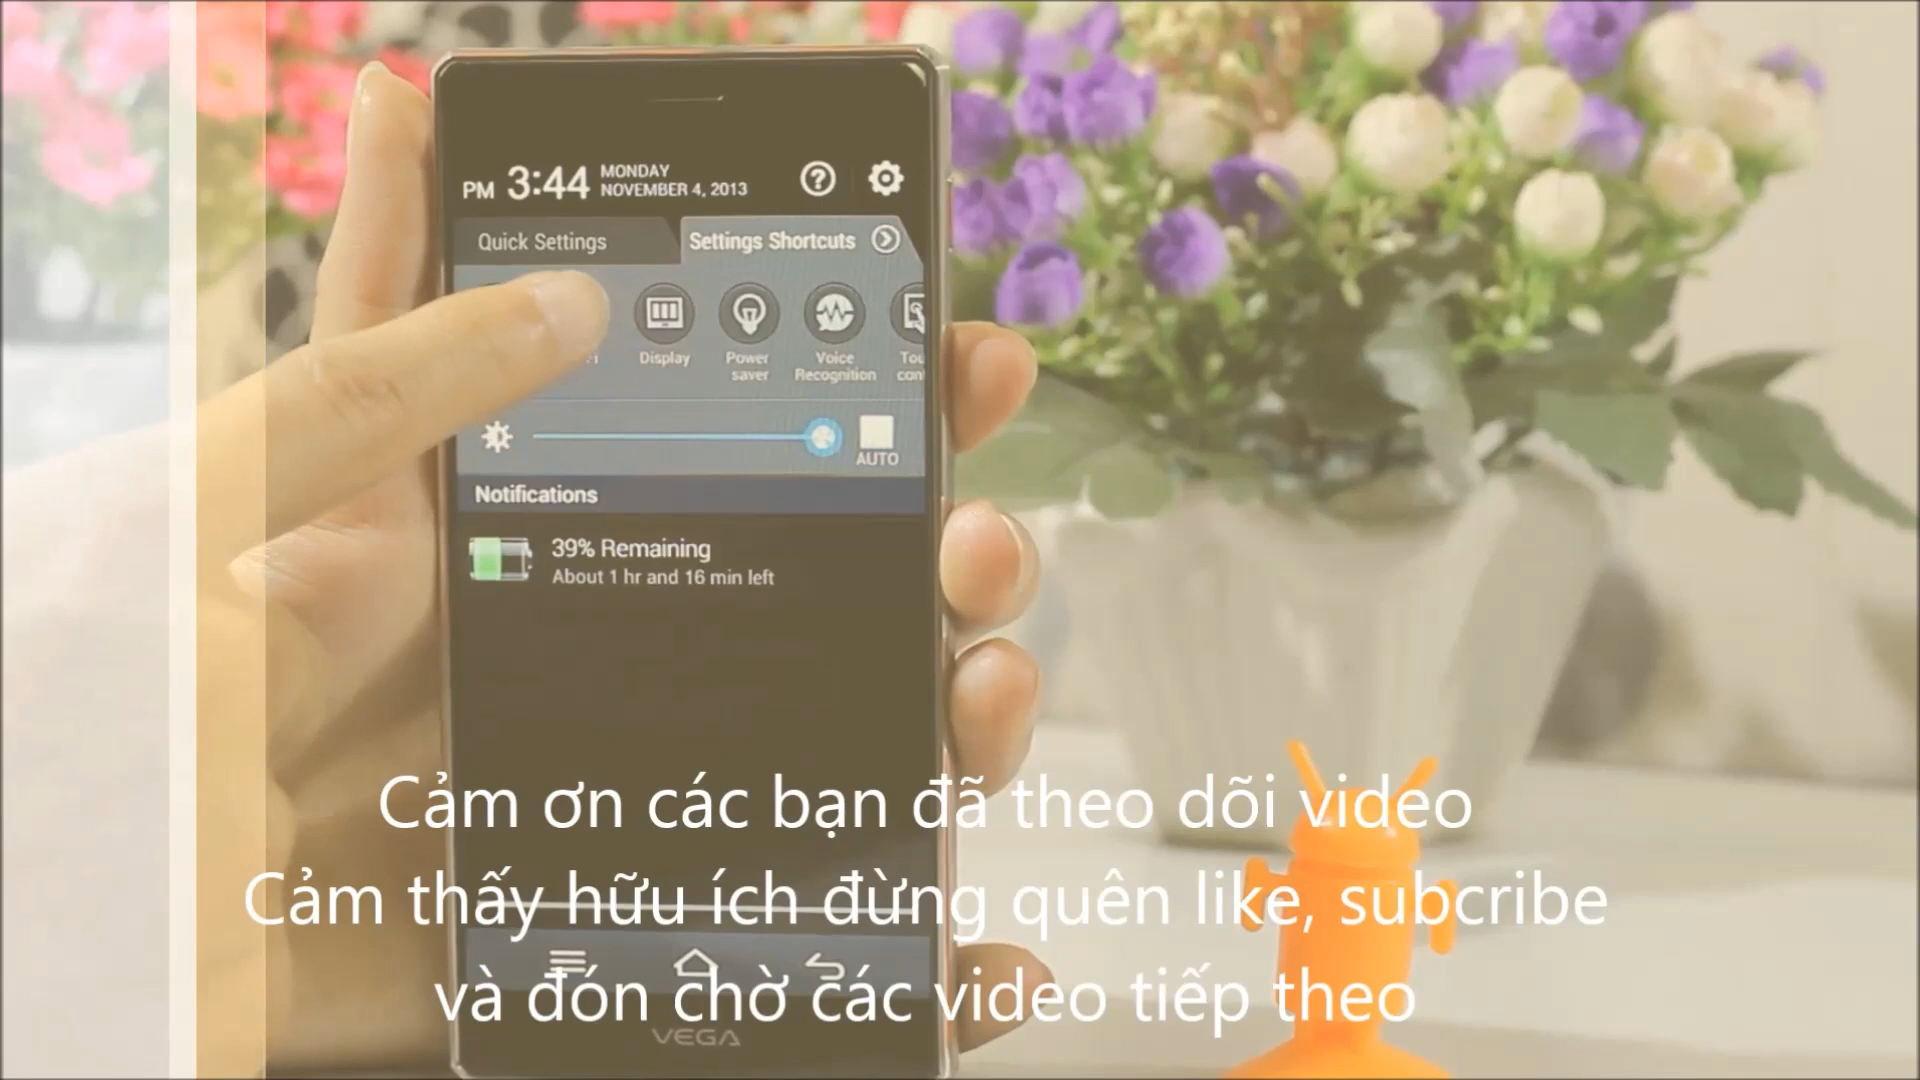 PM 3:44 MONDAY
NOVEMBER 4, 2013
Quick Settings
Settings Shortcuts
Display
Power saver
Voice Recognition
AUTO
Notifications
39% Remaining
About 1 hr and 16 min left
Cảm ơn các bạn đã theo dõi video
Cảm thấy hữu ích đừng quên like, subcribe
và đón chờ các video tiếp theo
VEGA